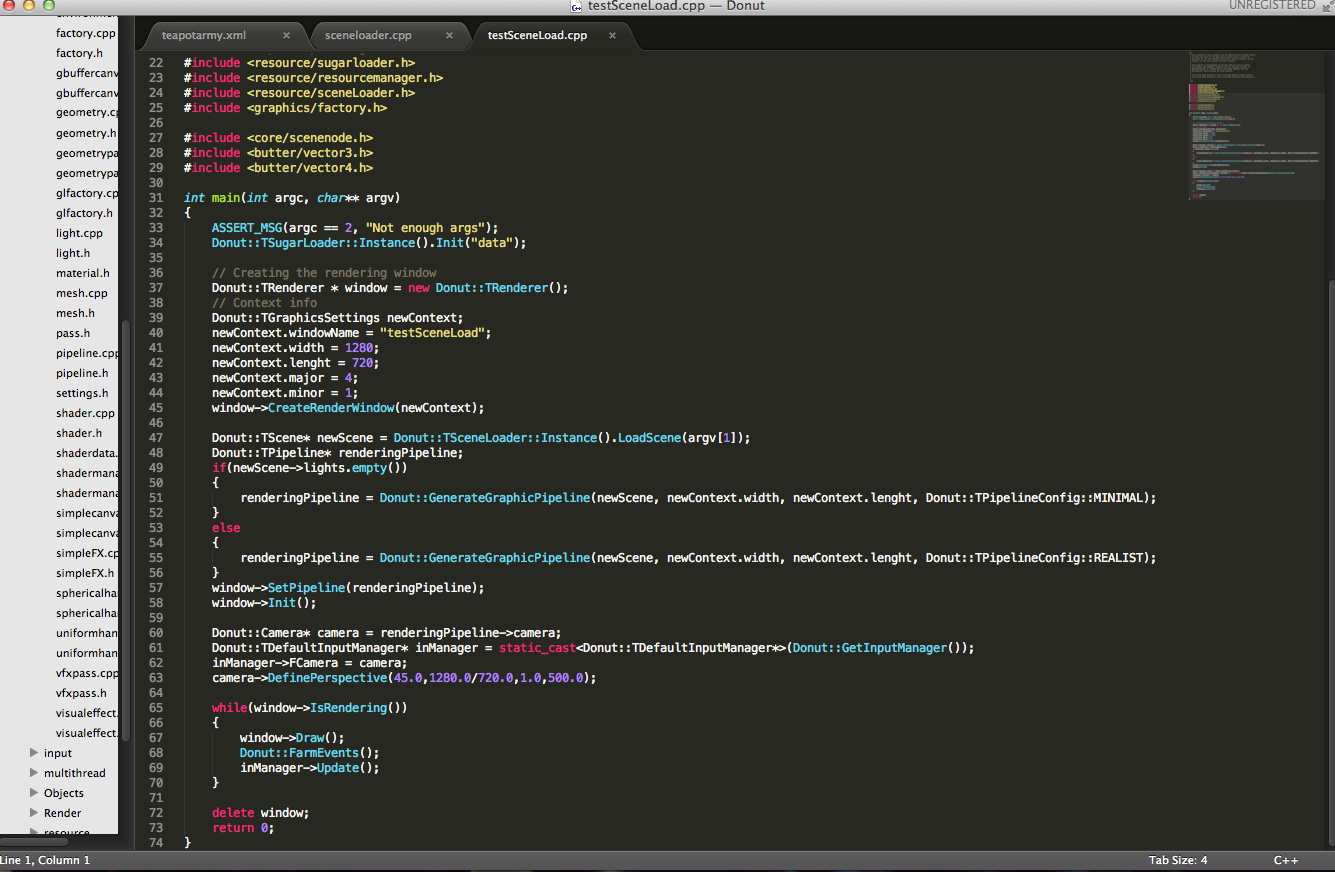 testSceneLoad.cpp — Donut
UNREGISTERED
factory.cpp
factory.h
gbuffercanv
gbuffercanv
geometry.cp
geometry.h
geometrypa
geometrypa
glfactory.cp
glfactory.h
light.cpp
light.h
material.h
mesh.cpp
mesh.h
pass.h
pipeline.cpp
pipeline.h
settings.h
shader.cpp
shader.h
shaderdata.
shadermana
shadermana
simplecanva
simplecanva
simpleFX.cp
simpleFX.h
sphericalha
sphericalha
uniformhan
uniformhan
vfxpass.cpp
vfxpass.h
visualeffect.
visualeffect.
input
multithread
Objects
Render
resource
teapotarmy.xml ×
sceneloader.cpp ×
testSceneLoad.cpp ×
22 #include <resource/sugarloader.h>
23 #include <resource/resourcemanager.h>
24 #include <resource/sceneLoader.h>
25 #include <graphics/factory.h>
26
27 #include <core/scenenode.h>
28 #include <butter/vector3.h>
29 #include <butter/vector4.h>
30
31 int main(int argc, char** argv)
32 {
33 ASSERT_MSG(argc == 2, "Not enough args");
34 Donut::TSugarLoader::Instance().Init("data");
35
36 // Creating the rendering window
37 Donut::TRenderer * window = new Donut::TRenderer();
38 // Context info
39 Donut::TGraphicsSettings newContext;
40 newContext.windowName = "testSceneLoad";
41 newContext.width = 1280;
42 newContext.lenght = 720;
43 newContext.major = 4;
44 newContext.minor = 1;
45 window->CreateRenderWindow(newContext);
46
47 Donut::TScene* newScene = Donut::TSceneLoader::Instance().LoadScene(argv[1]);
48 Donut::TPipeline* renderingPipeline;
49 if(newScene->lights.empty())
50 {
51 renderingPipeline = Donut::GenerateGraphicPipeline(newScene, newContext.width, newContext.lenght, Donut::TPipelineConfig::MINIMAL);
52 }
53 else
54 {
55 renderingPipeline = Donut::GenerateGraphicPipeline(newScene, newContext.width, newContext.lenght, Donut::TPipelineConfig::REALIST);
56 }
57 window->SetPipeline(renderingPipeline);
58 window->Init();
59
60 Donut::Camera* camera = renderingPipeline->camera;
61 Donut::TDefaultInputManager* inManager = static_cast<Donut::TDefaultInputManager*>(Donut::GetInputManager());
62 inManager->FCamera = camera;
63 camera->DefinePerspective(45.0,1280.0/720.0,1.0,500.0);
64
65 while(window->IsRendering())
66 {
67 window->Draw();
68 Donut::FarmEvents();
69 inManager->Update();
70 }
71
72 delete window;
73 return 0;
74 }
Line 1, Column 1
Tab Size: 4
C++